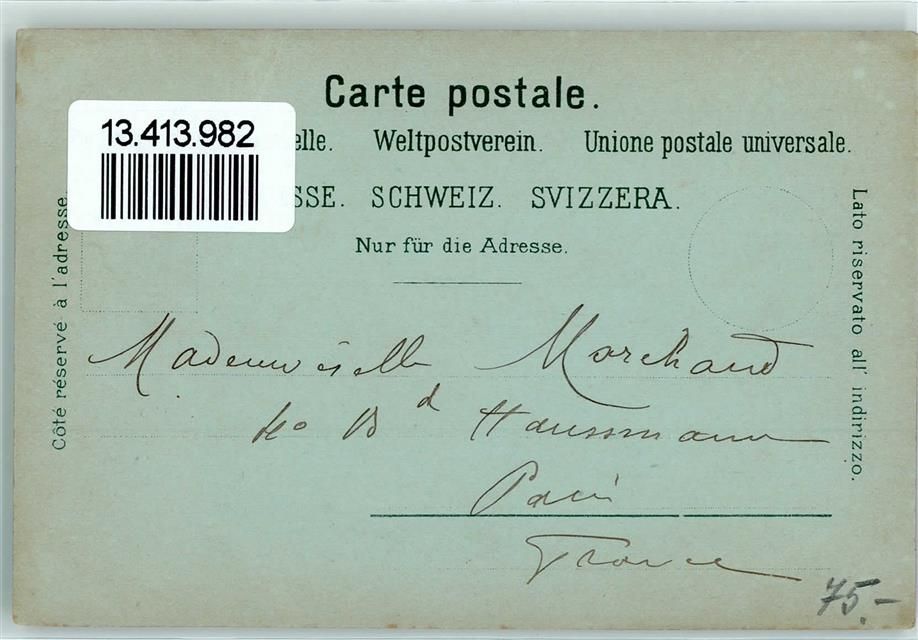 Carte postale.
13.413.982
elle. Weltpostverein. Unione postale universale.
SSE. SCHWEIZ. SVIZZERA.
Nur für die Adresse.
Côté réservé à l'adresse.
Lato riservato all' indirizzo.
Mademoiselle Marchand
Bd Haussmann
Paris
France
75.-